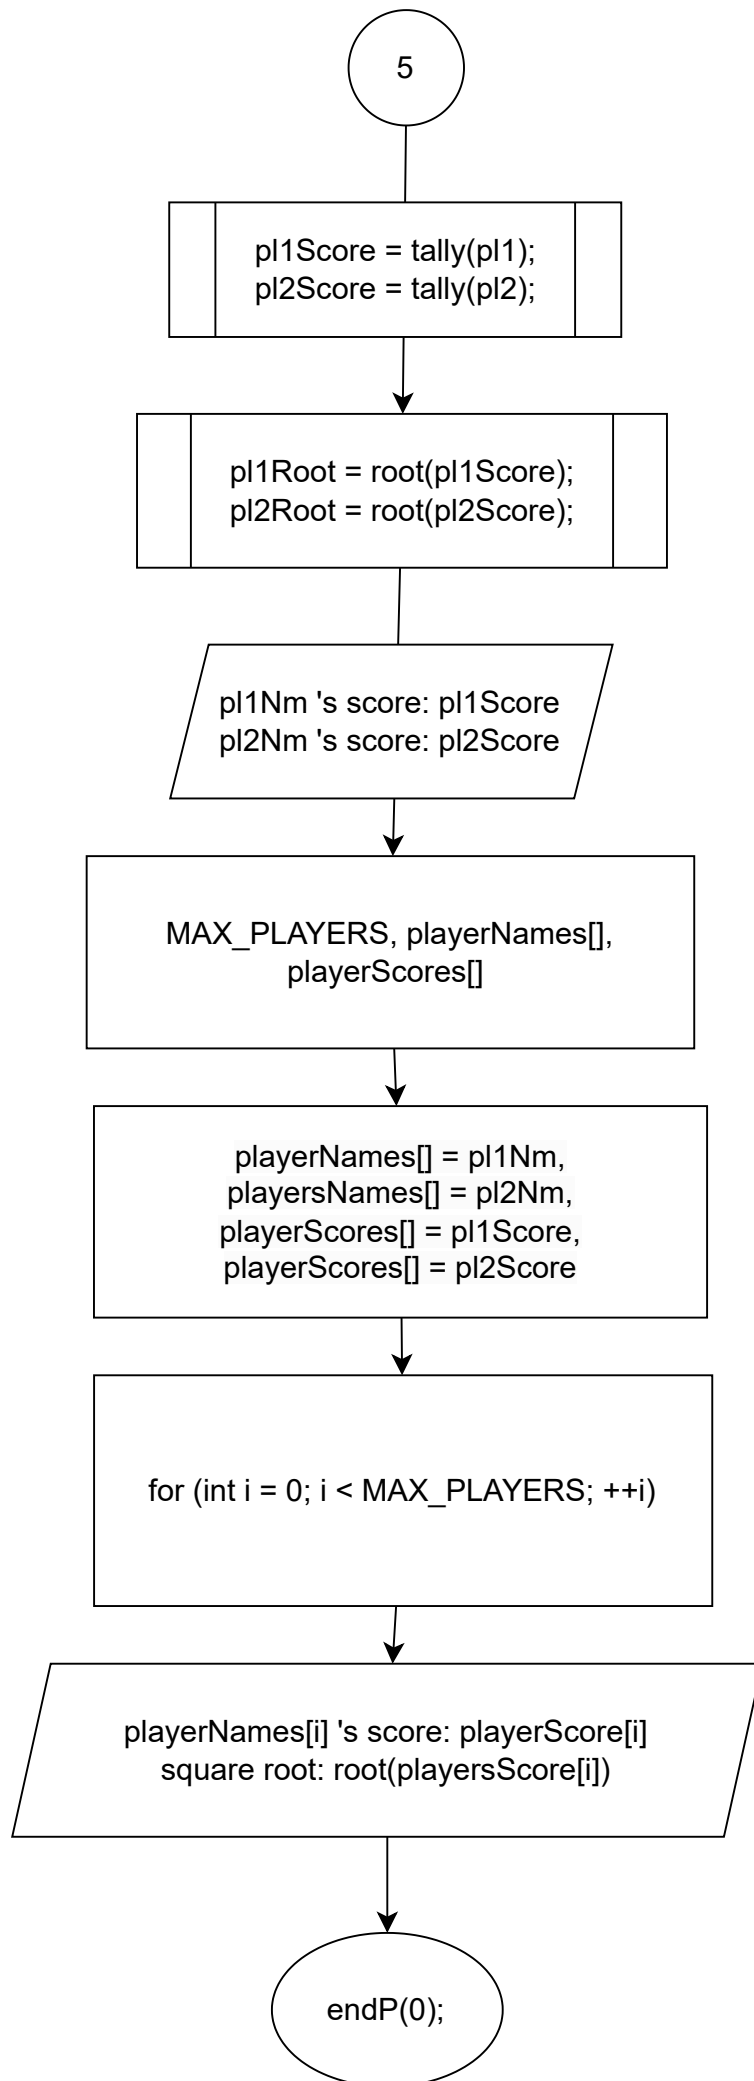 5
pl1Score = tally(pl1);
pl2Score = tally(pl2);
pl1Root = root(pl1Score);
pl2Root = root(pl2Score);
pl1Nm 's score: pl1Score
pl2Nm 's score: pl2Score
MAX_PLAYERS, playerNames[],
playerScores[]
playerNames[] = pl1Nm,
playersNames[] = pl2Nm,
playerScores[] = pl1Score,
playerScores[] = pl2Score
for (int i = 0; i < MAX_PLAYERS; ++i)
playerNames[i] 's score: playerScore[i]
square root: root(playersScore[i])
endP(0);